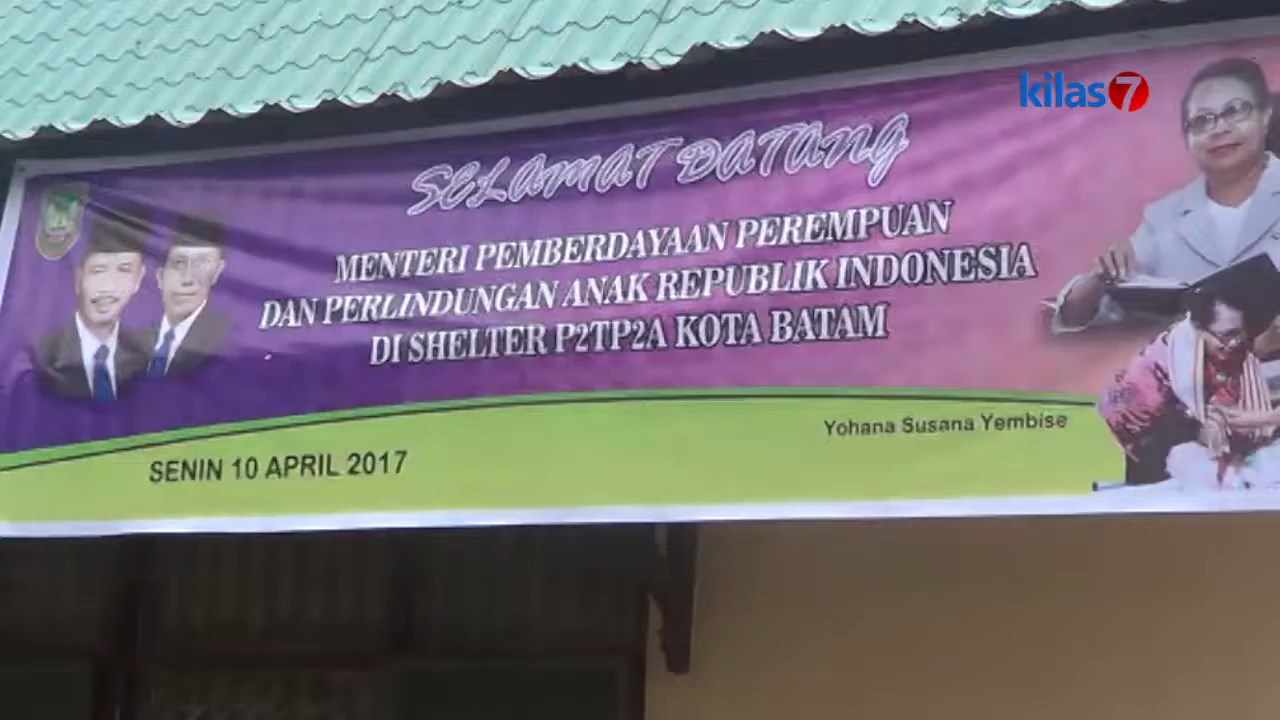 kilas7
SELAMAT DATANG
MENTERI PEMBERDAYAAN PEREMPUAN
DAN PERLINDUNGAN ANAK REPUBLIK INDONESIA
DI SHELTER P2TP2A KOTA BATAM
Yohana Susana Yembise
SENIN 10 APRIL 2017